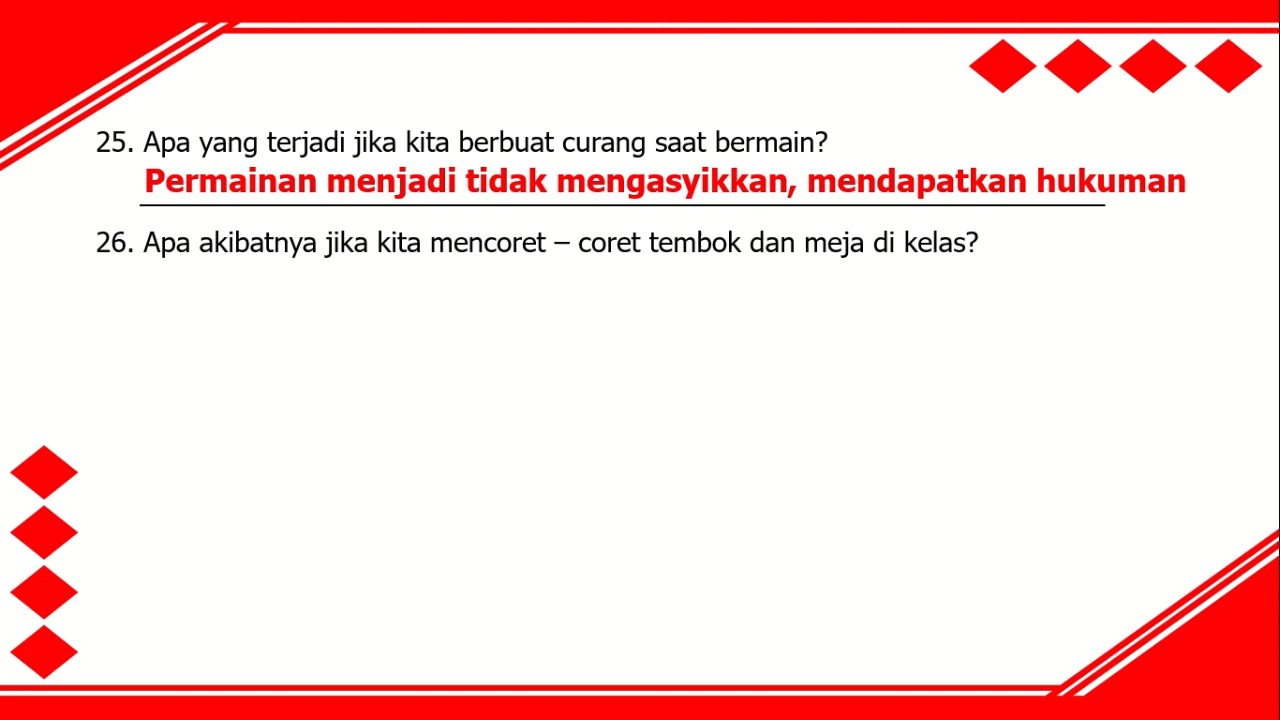 25. Apa yang terjadi jika kita berbuat curang saat bermain?
Permainan menjadi tidak mengasyikkan, mendapatkan hukuman
26. Apa akibatnya jika kita mencoret – coret tembok dan meja di kelas?